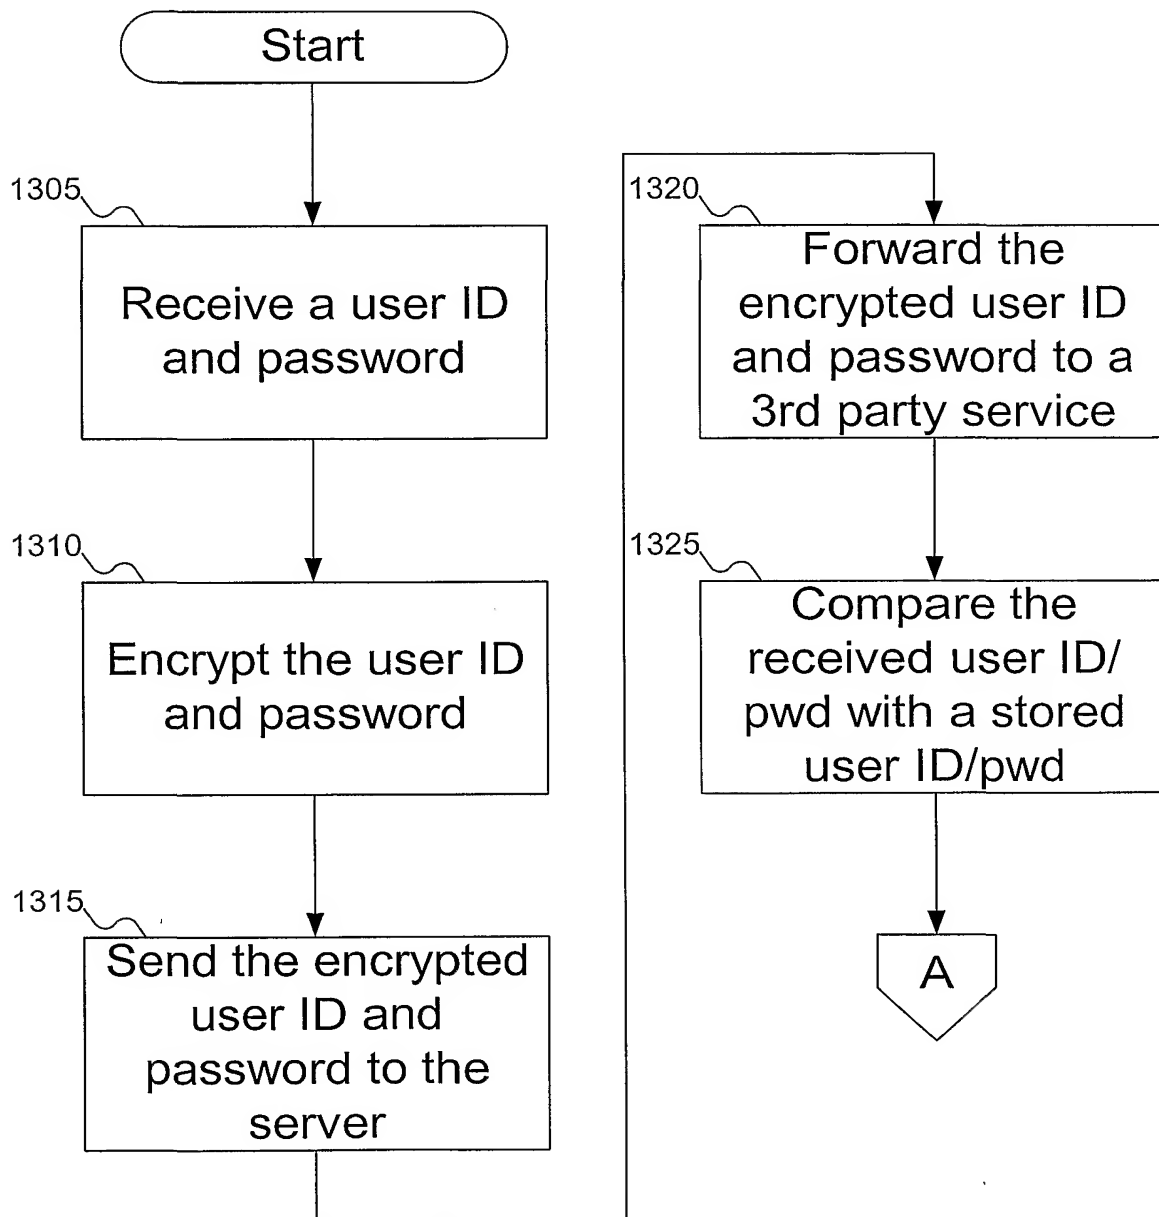 Start
1305
Receive a user ID
and password
1310
Encrypt the user ID
and password
1315
Send the encrypted
user ID and
password to the
server
1320
Forward the
encrypted user ID
and password to a
3rd party service
1325
Compare the
received user ID/
pwd with a stored
user ID/pwd
A